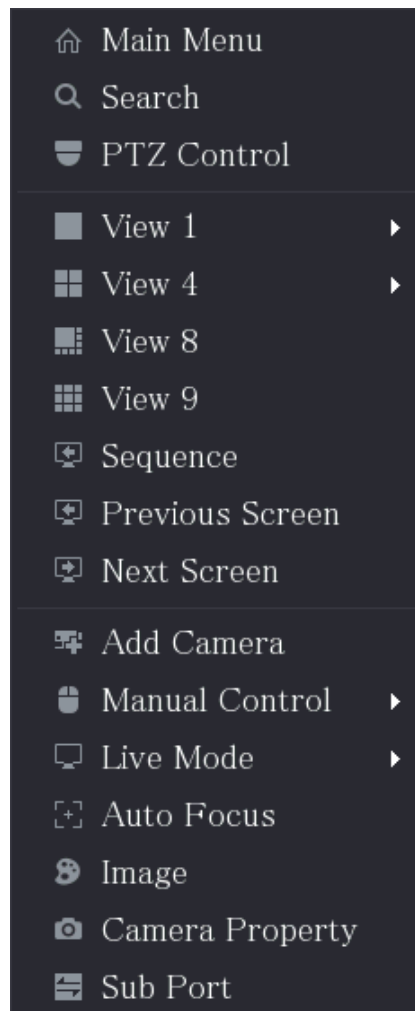 Main Menu
Search
PTZ Control
View 1
View 4
View 8
View 9
Sequence
Previous Screen
Next Screen
Add Camera
Manual Control
Live Mode
Auto Focus
Image
Camera Property
Sub Port